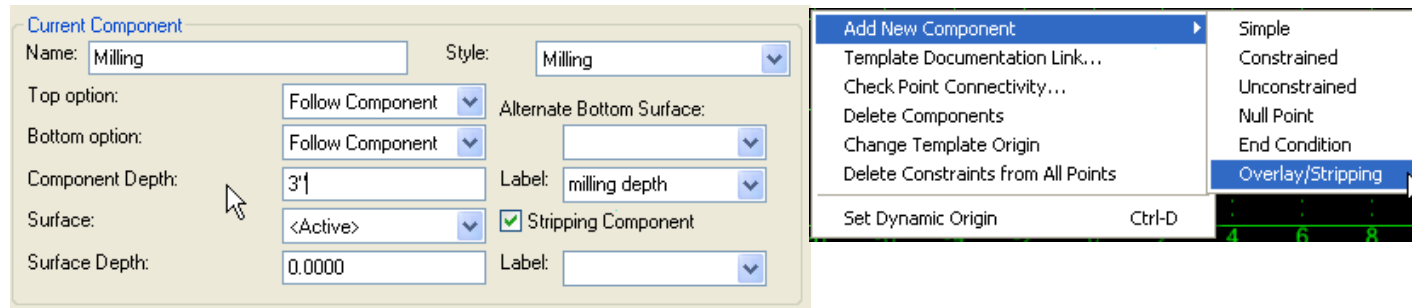 Current Component
Name: Milling Style: Milling
Top option: Follow Component Alternate Bottom Surface:
Bottom option: Follow Component
Component Depth: 3" Label: milling depth
Surface: <Active> Stripping Component
Surface Depth: 0.0000 Label:
Add New Component
Template Documentation Link...
Check Point Connectivity...
Delete Components
Change Template Origin
Delete Constraints from All Points
Set Dynamic Origin Ctrl-D
Simple
Constrained
Unconstrained
Null Point
End Condition
Overlay/Stripping
4 6 8